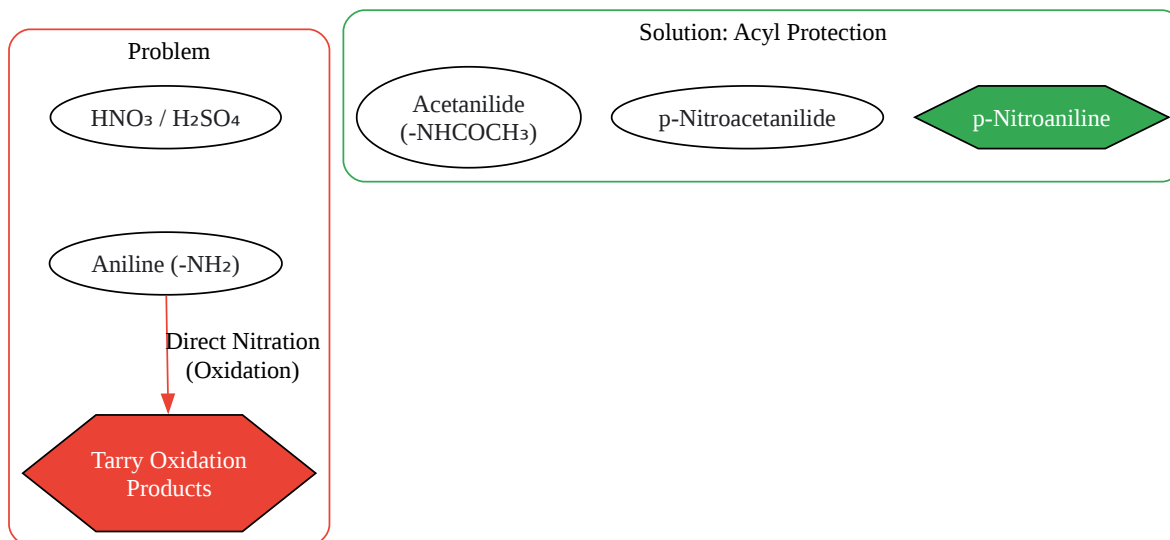 Problem
HNO₃ / H₂SO₄
Aniline (-NH₂)
Direct Nitration
(Oxidation)
Tarry Oxidation
Products
Solution: Acyl Protection
Acetanilide
(-NHCOCH₃)
p-Nitroacetanilide
p-Nitroaniline